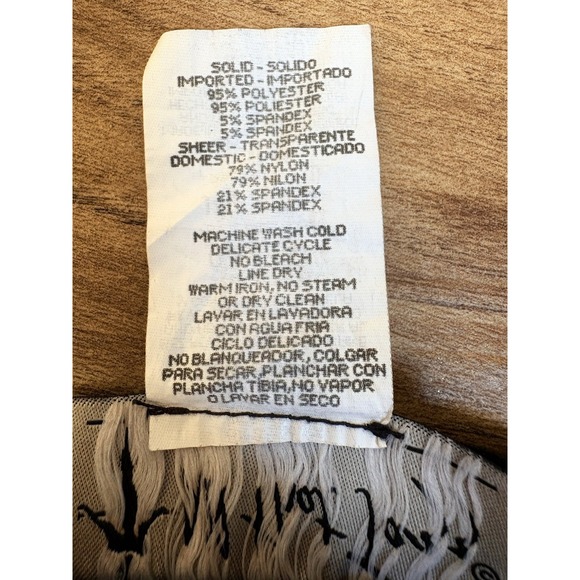 SOLID - SOLIDO
IMPORTED - IMPORTADO
95% POLYESTER
95% POLIESTER
5% SPANDEX
5% SPANDEX
SHEER - TRANSPARENTE
DOMESTIC - DOMESTICADO
79% NYLON
79% NILON
21% SPANDEX
21% SPANDEX
MACHINE WASH COLD
DELICATE CYCLE
NO BLEACH
LINE DRY
WARM IRON, NO STEAM
OR DRY CLEAN
LAVAR EN LAVADORA
CON AGUA FRIA
CICLO DELICADO
NO BLANQUEADOR, COLGAR
PARA SECAR, PLANCHAR CON
PLANCHA TIBIA, NO VAPOR
O LAVAR EN SECO